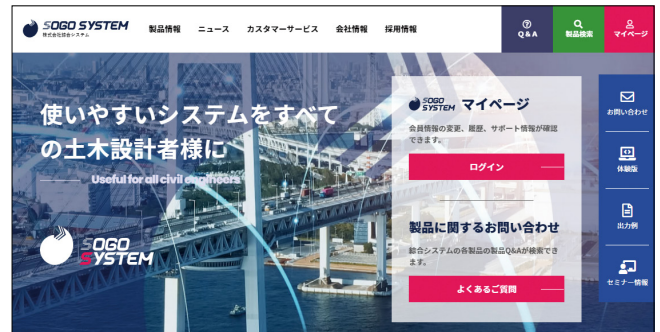 SOGO SYSTEM
株式会社綜合システム
製品情報 ニュース カスタマーサービス 会社情報 採用情報
Q&A 製品検索 マイページ
使いやすいシステムをすべて
の土木設計者様に
Useful for all civil engineers
SOGO
SYSTEM
SOGO
SYSTEM マイページ
会員情報の変更、履歴、サポート情報が確認
できます。
ログイン
製品に関するお問い合わせ
綜合システムの各製品の製品Q&Aが検索でき
ます。
よくあるご質問
お問い合わせ
体験版
出力例
セミナー情報